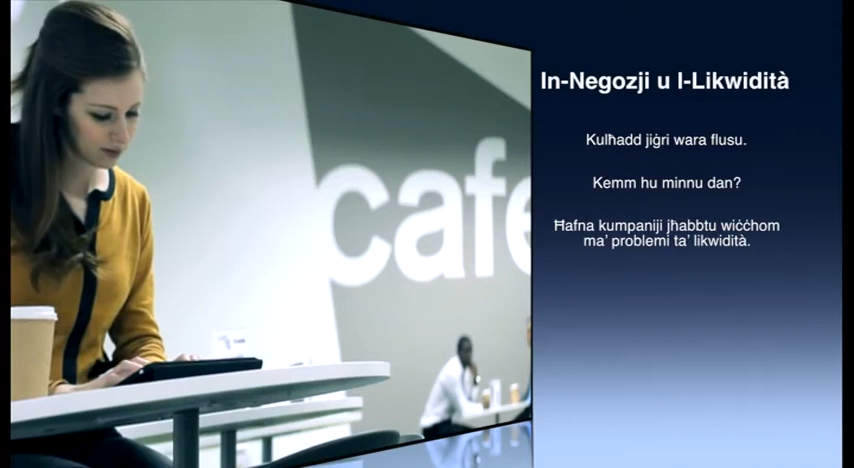 cafe
In-Negozji u l-Likwidità
Kulħadd jiġri wara flusu.
Kemm hu minnu dan?
Ħafna kumpaniji jħabbtu wiċċhom
ma' problemi ta' likwidità.